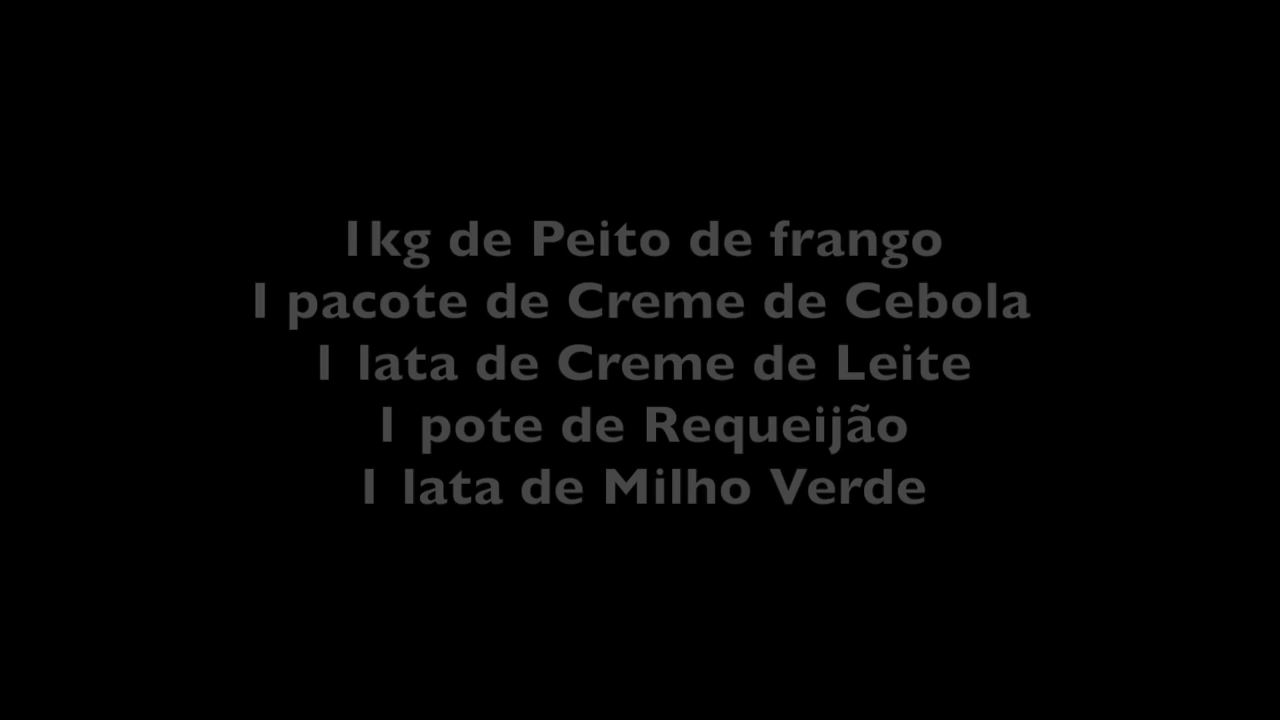 1kg de Peito de frango
1 pacote de Creme de Cebola
1 lata de Creme de Leite
1 pote de Requeijão
1 lata de Milho Verde